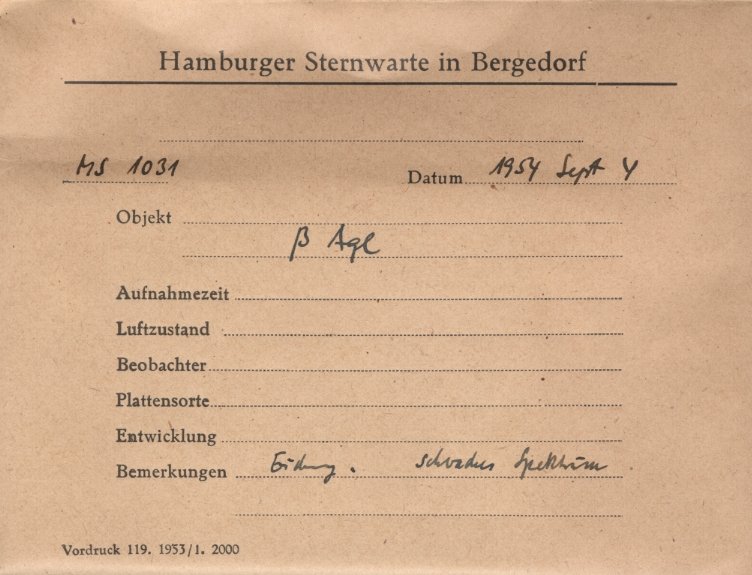 Hamburger Sternwarte in Bergedorf
MS 1031 Datum 1954 Sept 4
Objekt
β Aql
Aufnahmezeit
Luftzustand
Beobachter
Plattensorte
Entwicklung
Bemerkungen Eichung. schwaches Spektrum
Vordruck 119. 1953/1. 2000